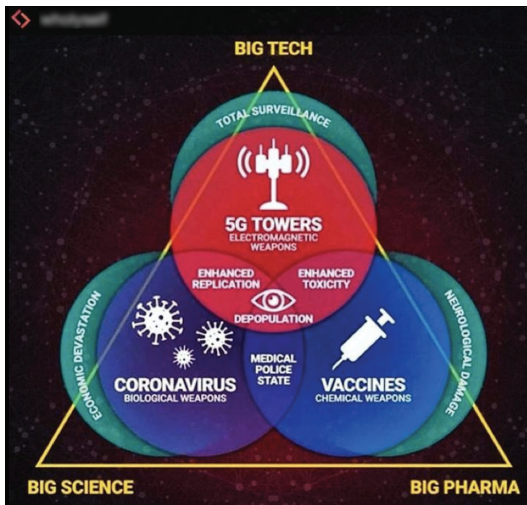 BIG TECH
TOTAL SURVEILLANCE
5G TOWERS
ELECTROMAGNETIC
WEAPONS
ENHANCED
REPLICATION
ENHANCED
TOXICITY
DEPOPULATION
ECONOMIC DEVASTATION
NEUROLOGICAL DAMAGE
MEDICAL
POLICE
STATE
CORONAVIRUS
BIOLOGICAL WEAPONS
VACCINES
CHEMICAL WEAPONS
BIG SCIENCE
BIG PHARMA